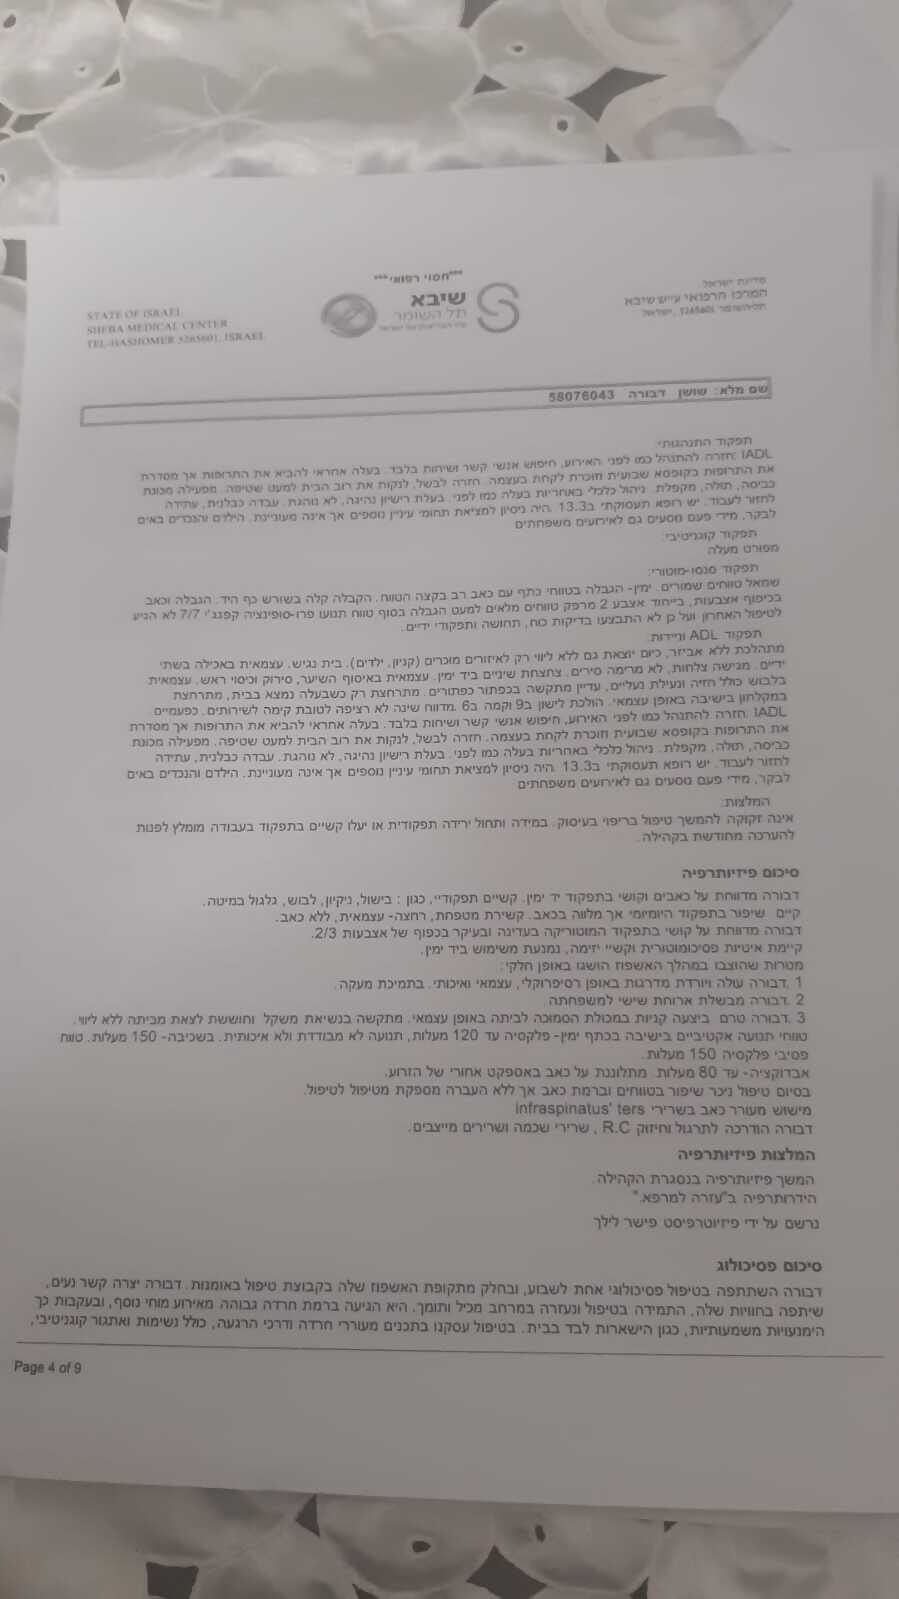 ***חסוי רפואי***
STATE OF ISRAEL
SHEBA MEDICAL CENTER
TEL-HASHOMER 5265601, ISRAEL
שיבא
תל השומר
מדינת ישראל
המרכז הרפואי ע״ש שיבא
תל-השומר 5265601, ישראל
שם מלא: שושן דבורה 58076043
תפקוד התנהגותי:
IADL: חזרה להתנהל כמו לפני האירוע, חיפוש אנשי קשר ושיחות בלבד. בעלה אחראי להביא את התרופות אך מסדרת
את התרופות בקופסא שבועית וזוכרת לקחת בעצמה. חזרה לבשל, לנקות את רוב הבית למעט שטיפה. מפעילה מכונת
כביסה, תולה, מקפלת. ניהול כלכלי באחריות בעלה כמו לפני. בעלת רישיון נהיגה, לא נוהגת. עבדה כבלנית, עתידה
לחזור לעבוד. יש רופא תעסוקתי ב13.3. היה ניסיון למציאת תחומי עיניין נוספים אך אינה מעוניינת. הילדים והנכדים באים
לבקר, מידי פעם נוסעים גם לאירועים משפחתים
תפקוד קוגניטיבי:
מפורט מעלה
תפקוד סנסו-מוטורי:
שמאל טווחים שמורים. ימין- הגבלה בטווחי כתף עם כאב רב בקצה הטווח. הקבלה קלה בשורש כף היד. הגבלה וכאב
בכיפוף אצבעות, בייחוד אצבע 2 מרפק טווחים מלאים למעט הגבלה בסוף טווח תנועו פרו-סופינציה קפנג'י 7/7 לא הגיע
לטיפול האחרון ועל כן לא התבצעו בדיקות כוח, תחושה ותפקודי ידיים.
תפקוד ADL וניידות:
מתהלכת ללא אביזר, כיום יוצאת גם ללא ליווי רק לאיזורים מוכרים (קניון, ילדים). בית נגיש. עצמאית באכילה בשתי
ידיים. מגישה צלחות, לא מרימה סירים. צחצחת שיניים ביד ימין. עצמאית באיסוף השיער, סירוק וכיסוי ראש. עצמאית
בלבוש כולל חזיה ונעילת נעליים, עדיין מתקשה בכפתור כפתורים. מתרחצת רק כשבעלה נמצא בבית, מתרחצת
במקלחון בישיבה באופן עצמאי. הולכת לישון ב9 וקמה ב6. מדווח שינה לא רציפה לטובת קימה לשירותים. כפעמיים
IADL: חזרה להתנהל כמו לפני האירוע, חיפוש אנשי קשר ושיחות בלבד. בעלה אחראי להביא את התרופות אך מסדרת
את התרופות בקופסא שבועית וזוכרת לקחת בעצמה. חזרה לבשל, לנקות את רוב הבית למעט שטיפה. מפעילה מכונת
כביסה, תולה, מקפלת. ניהול כלכלי באחריות בעלה כמו לפני. בעלת רישיון נהיגה, לא נוהגת. עבדה כבלנית, עתידה
לחזור לעבוד. יש רופא תעסוקתי ב13.3. היה ניסיון למציאת תחומי עיניין נוספים אך אינה מעוניינת. הילדים והנכדים באים
לבקר, מידי פעם נוסעים גם לאירועים משפחתים
המלצות:
אינה זקוקה להמשך טיפול בריפוי בעיסוק. במידה ותחול ירידה תפקודית או יעלו קשיים בתפקוד בעבודה מומלץ לפנות
להערכה מחודשת בקהילה.
סיכום פיזיותרפיה
דבורה מדווחת על כאבים וקושי בתפקוד יד ימין. קשיים תפקודיי, כגון : בישול, ניקיון, לבוש, גלגול במיטה.
קיים שיפור בתפקוד היומיומי אך מלווה בכאב. קשירת מטפחת, רחצה- עצמאית, ללא כאב.
דבורה מדווחת על קושי בתפקוד המוטוריקה בעדינה ובעיקר בכפוף של אצבעות 2/3.
קיימת איטיות פסיכומוטורית וקשיי יזימה, נמנעת משימוש ביד ימין.
מטרות שהוצבו במהלך האשפוז הושגו באופן חלקי:
1. דבורה עולה ויורדת מדרגות באופן רסיפרוקלי, עצמאי ואיכותי. בתמיכת מעקה.
2. דבורה מבשלת ארוחת שישי למשפחתה.
3. דבורה טרם ביצעה קניות במכולת הסמוכה לביתה באופן עצמאי. מתקשה בנשיאת משקל וחוששת לצאת מביתה ללא ליווי.
טווחי תנועה אקטיביים בישיבה בכתף ימין- פלקסיה עד 120 מעלות, תנועה לא מבודדת ולא איכותית. בשכיבה- 150 מעלות. טווח
פסיבי פלקסיה 150 מעלות.
אבדוקציה- עד 80 מעלות. מתלוננת על כאב באספקט אחורי של הזרוע.
בסיום טיפול ניכר שיפור בטווחים וברמת כאב אך ללא העברה מספקת מטיפול לטיפול.
מישוש מעורר כאב בשרירי infraspinatus' ters
דבורה הודרכה לתרגול וחיזוק R.C , שרירי שכמה ושרירים מייצבים.
המלצות פיזיותרפיה
המשך פיזיותרפיה בנסגרת הקהילה.
הידרותרפיה ב"עזרה למרפא."
נרשם על ידי פיזיוטרפיסט פישר לילך
סיכום פסיכולוג
דבורה השתתפה בטיפול פסיכולוגי אחת לשבוע, ובחלק מתקופת האשפוז שלה בקבוצת טיפול באומנות. דבורה יצרה קשר נעים,
שיתפה בחוויות שלה, התמידה בטיפול ונעזרה במרחב מכיל ותומך. היא הגיעה ברמת חרדה גבוהה מאירוע מוחי נוסף, ובעקבות כך
הימנעויות משמעותיות, כגון הישארות לבד בבית. בטיפול עסקנו בתכנים מעוררי חרדה ודרכי הרגעה, כולל נשימות ואתגור קוגניטיבי,
Page 4 of 9